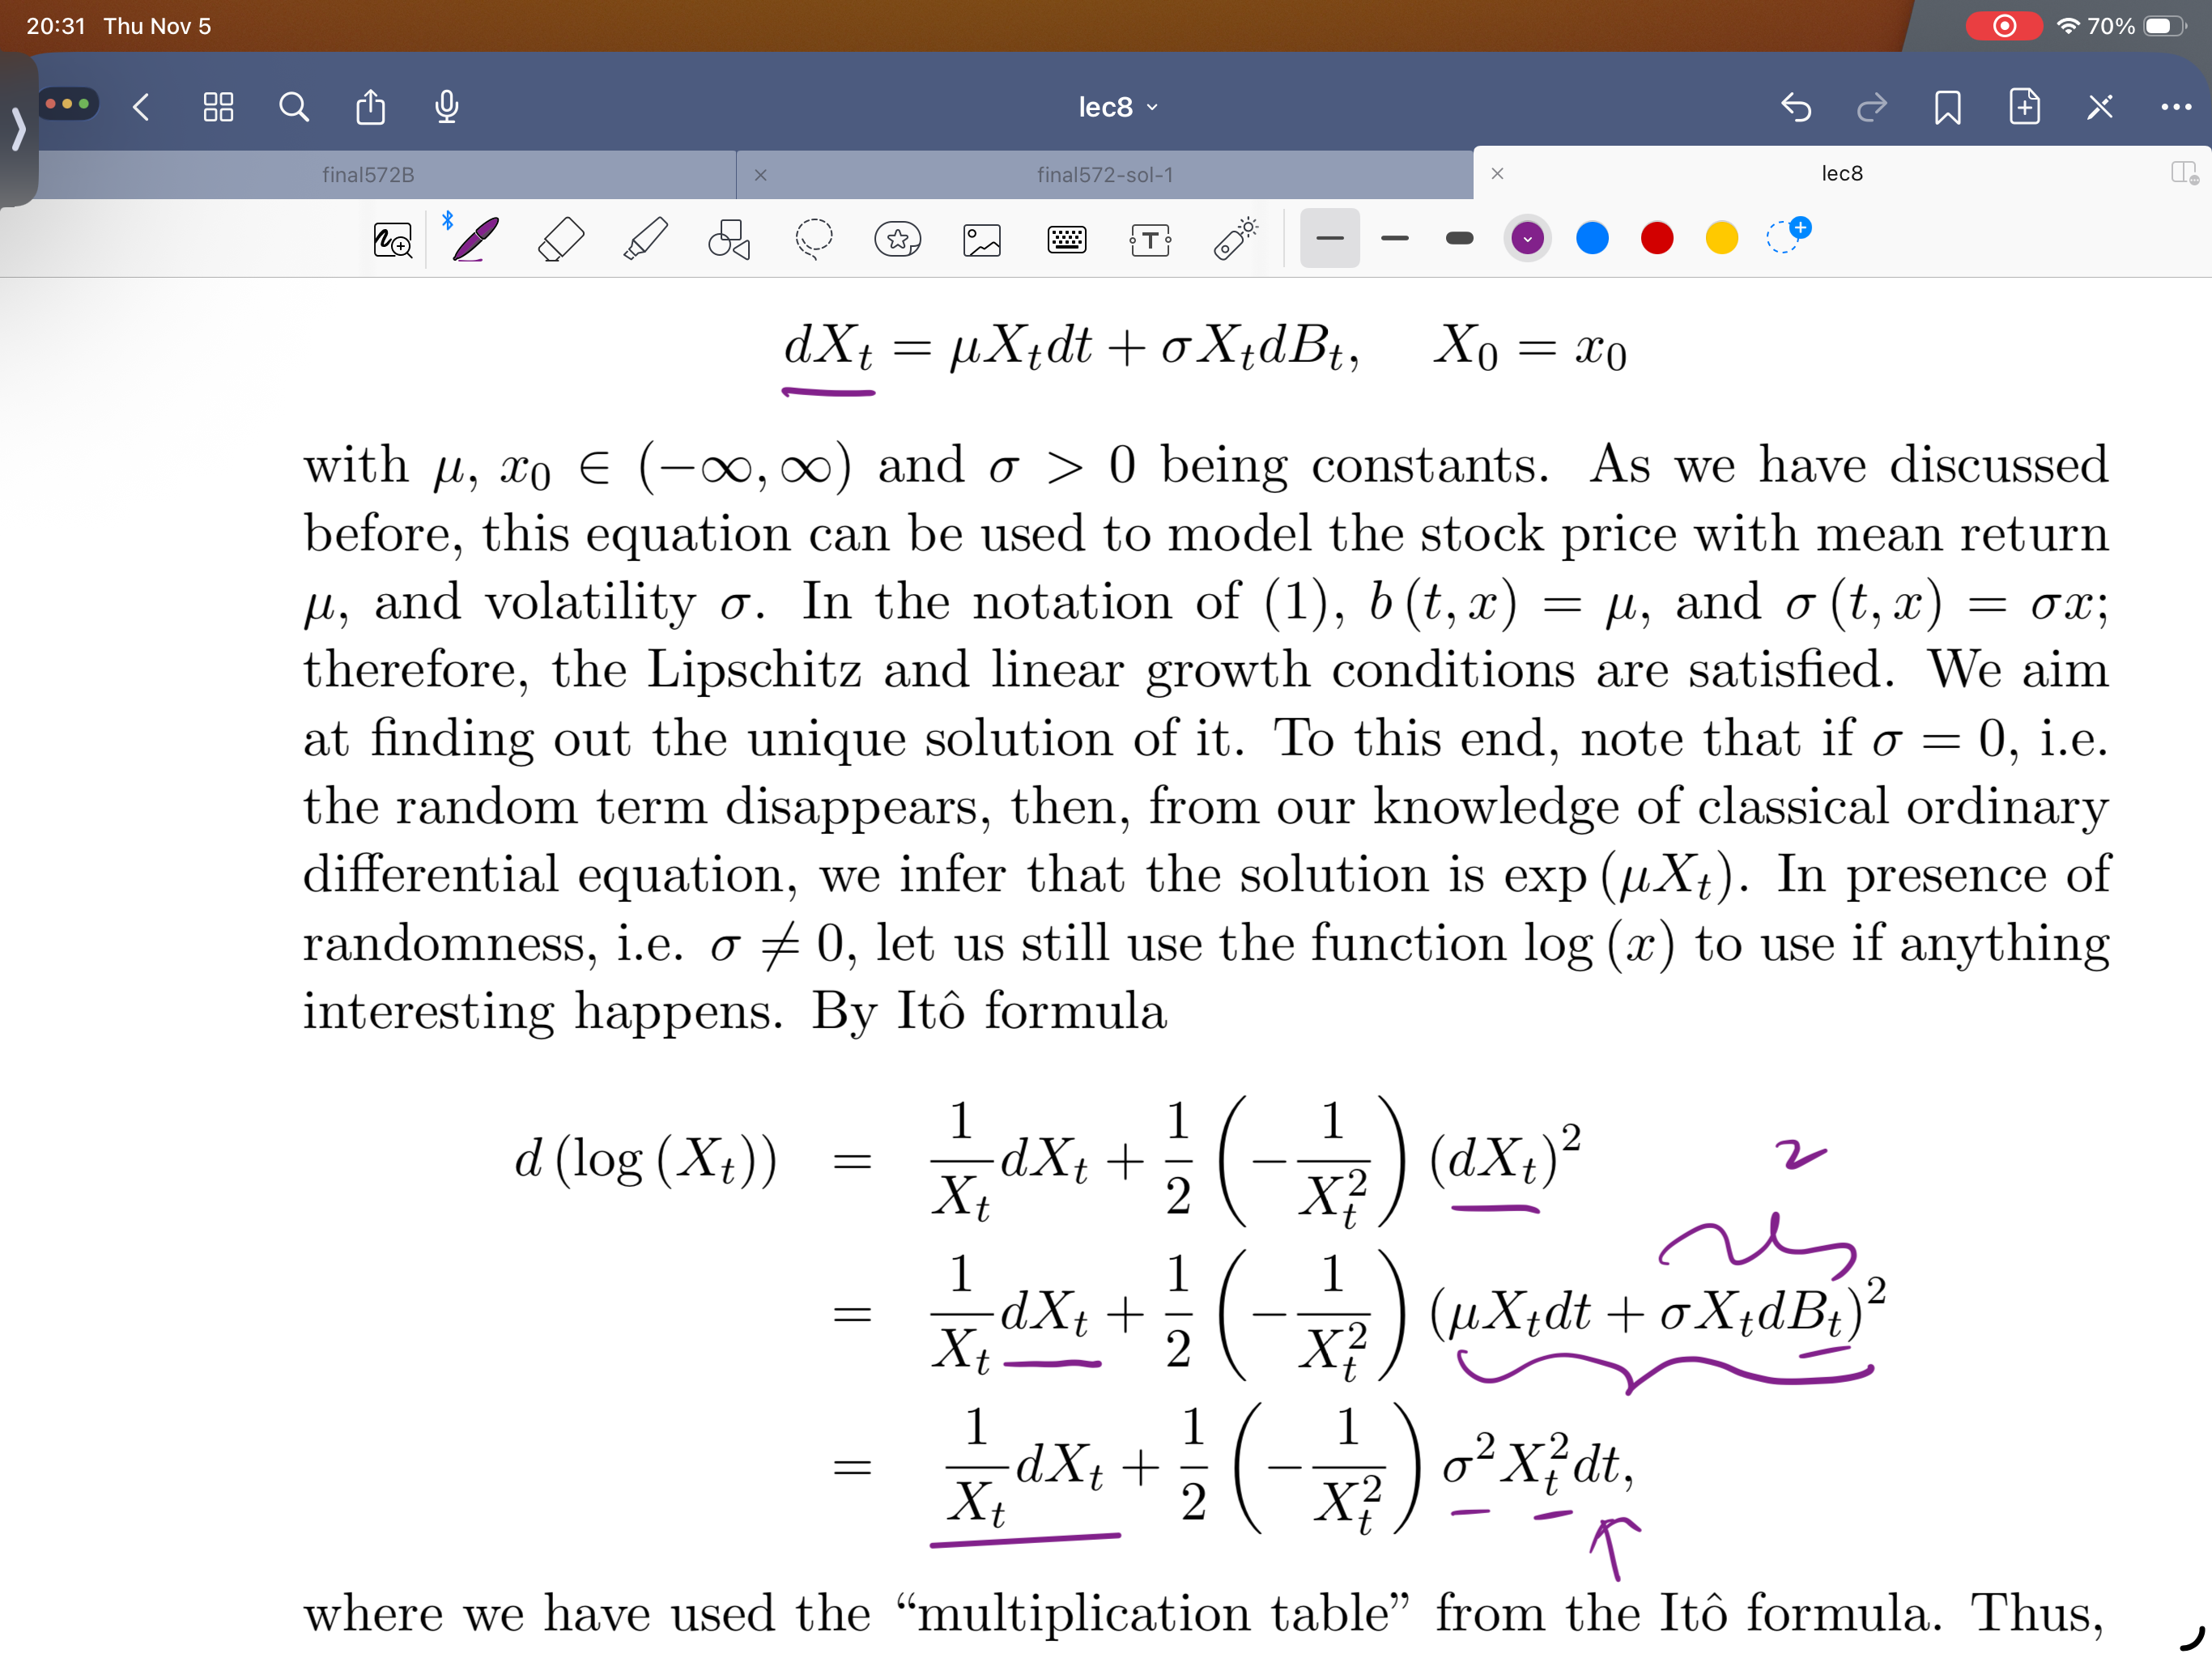 20:31 Thu Nov 5
70%
lec8
final572B
final572-sol-1
lec8
T
dX_t = μX_t dt + σX_t dB_t, X_0 = x_0
with μ, x_0 ∈ (−∞, ∞) and σ > 0 being constants. As we have discussed
before, this equation can be used to model the stock price with mean return
μ, and volatility σ. In the notation of (1), b (t, x) = μ, and σ (t, x) = σx;
therefore, the Lipschitz and linear growth conditions are satisfied. We aim
at finding out the unique solution of it. To this end, note that if σ = 0, i.e.
the random term disappears, then, from our knowledge of classical ordinary
differential equation, we infer that the solution is exp (μX_t). In presence of
randomness, i.e. σ ≠ 0, let us still use the function log (x) to use if anything
interesting happens. By Itô formula
d (log (X_t)) = 1/X_t dX_t + 1/2 (−1/X_t^2) (dX_t)^2
2
= 1/X_t dX_t + 1/2 (−1/X_t^2) (μX_t dt + σX_t dB_t)^2
= 1/X_t dX_t + 1/2 (−1/X_t^2) σ^2 X_t^2 dt,
where we have used the “multiplication table” from the Itô formula. Thus,